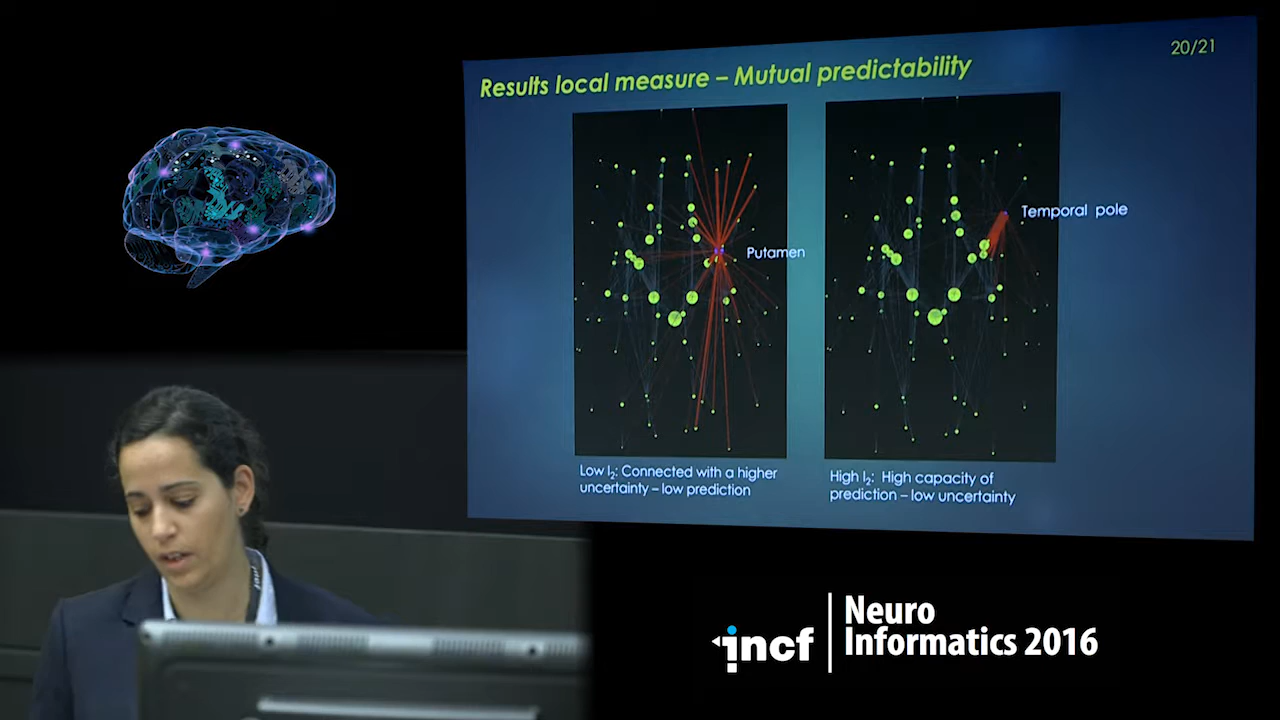 20/21
Results local measure – Mutual predictability
Putamen
Temporal pole
Low I₂: Connected with a higher
uncertainty – low prediction
High I₂: High capacity of
prediction – low uncertainty
incf
Neuro
Informatics 2016